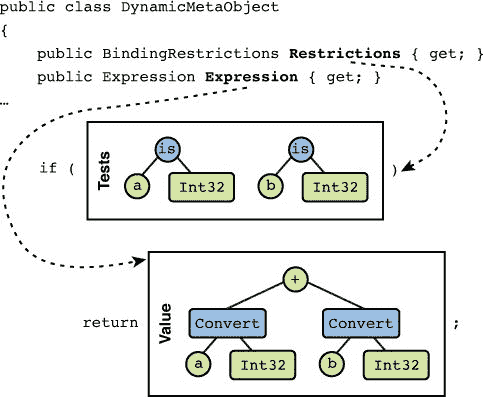 public class DynamicMetaObject
{
public BindingRestrictions Restrictions { get; }
public Expression Expression { get; }
…
if (
Tests
is
is
a
Int32
b
Int32
)
return
Value
+
Convert
Convert
a
Int32
b
Int32
;